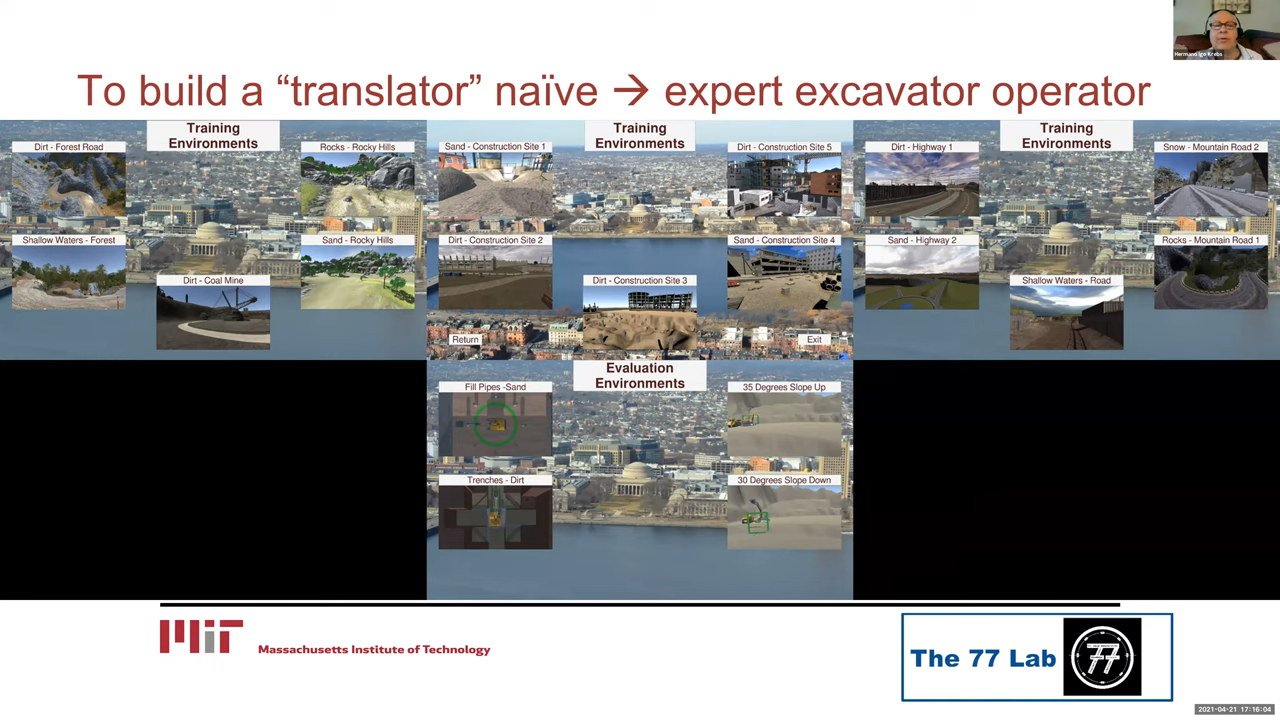 Hermano Igo Krebs
To build a “translator” naïve → expert excavator operator
Training
Environments
Dirt - Forest Road
Rocks - Rocky Hills
Shallow Waters - Forest
Sand - Rocky Hills
Dirt - Coal Mine
Training
Environments
Sand - Construction Site 1
Dirt - Construction Site 5
Dirt - Construction Site 2
Sand - Construction Site 4
Dirt - Construction Site 3
Return
Exit
Training
Environments
Dirt - Highway 1
Snow - Mountain Road 2
Sand - Highway 2
Rocks - Mountain Road 1
Shallow Waters - Road
Evaluation
Environments
Fill Pipes -Sand
35 Degrees Slope Up
Trenches - Dirt
30 Degrees Slope Down
MIT
Massachusetts Institute of Technology
The 77 Lab
77
2021-04-21 17:16:04